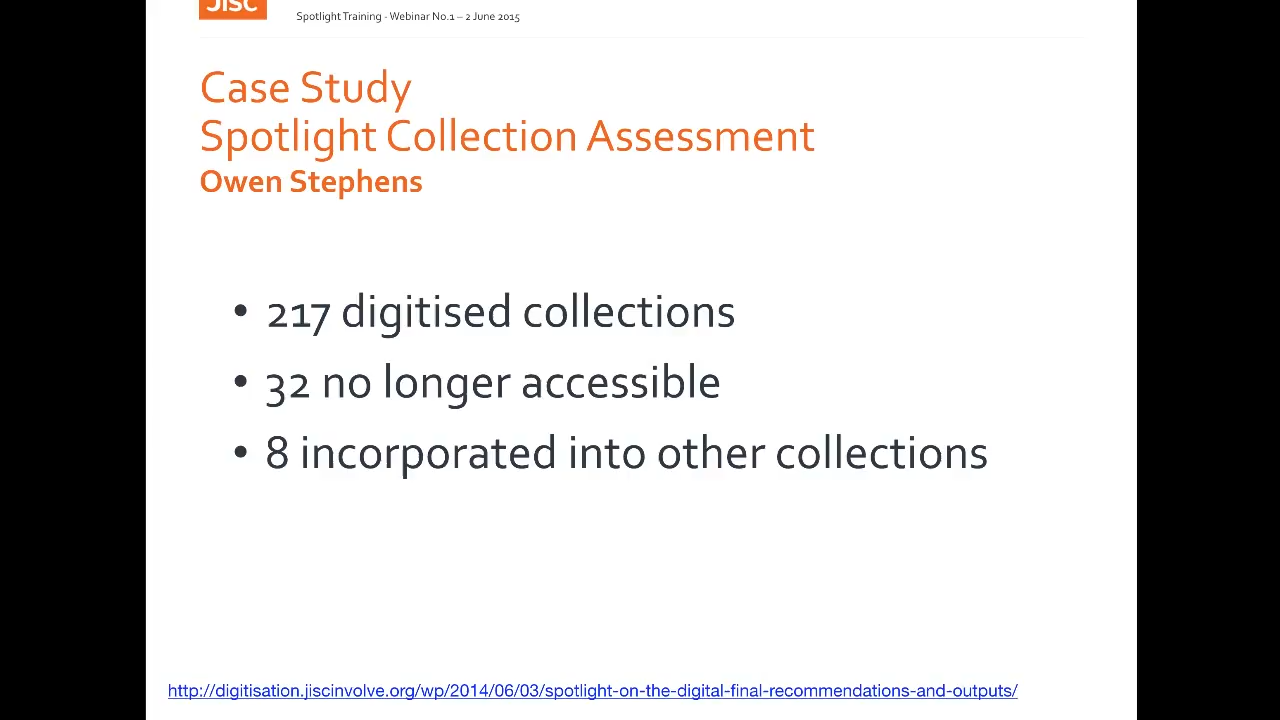 Jisc
Spotlight Training - Webinar No.1 – 2 June 2015
Case Study
Spotlight Collection Assessment
Owen Stephens
• 217 digitised collections
• 32 no longer accessible
• 8 incorporated into other collections
http://digitisation.jiscinvolve.org/wp/2014/06/03/spotlight-on-the-digital-final-recommendations-and-outputs/